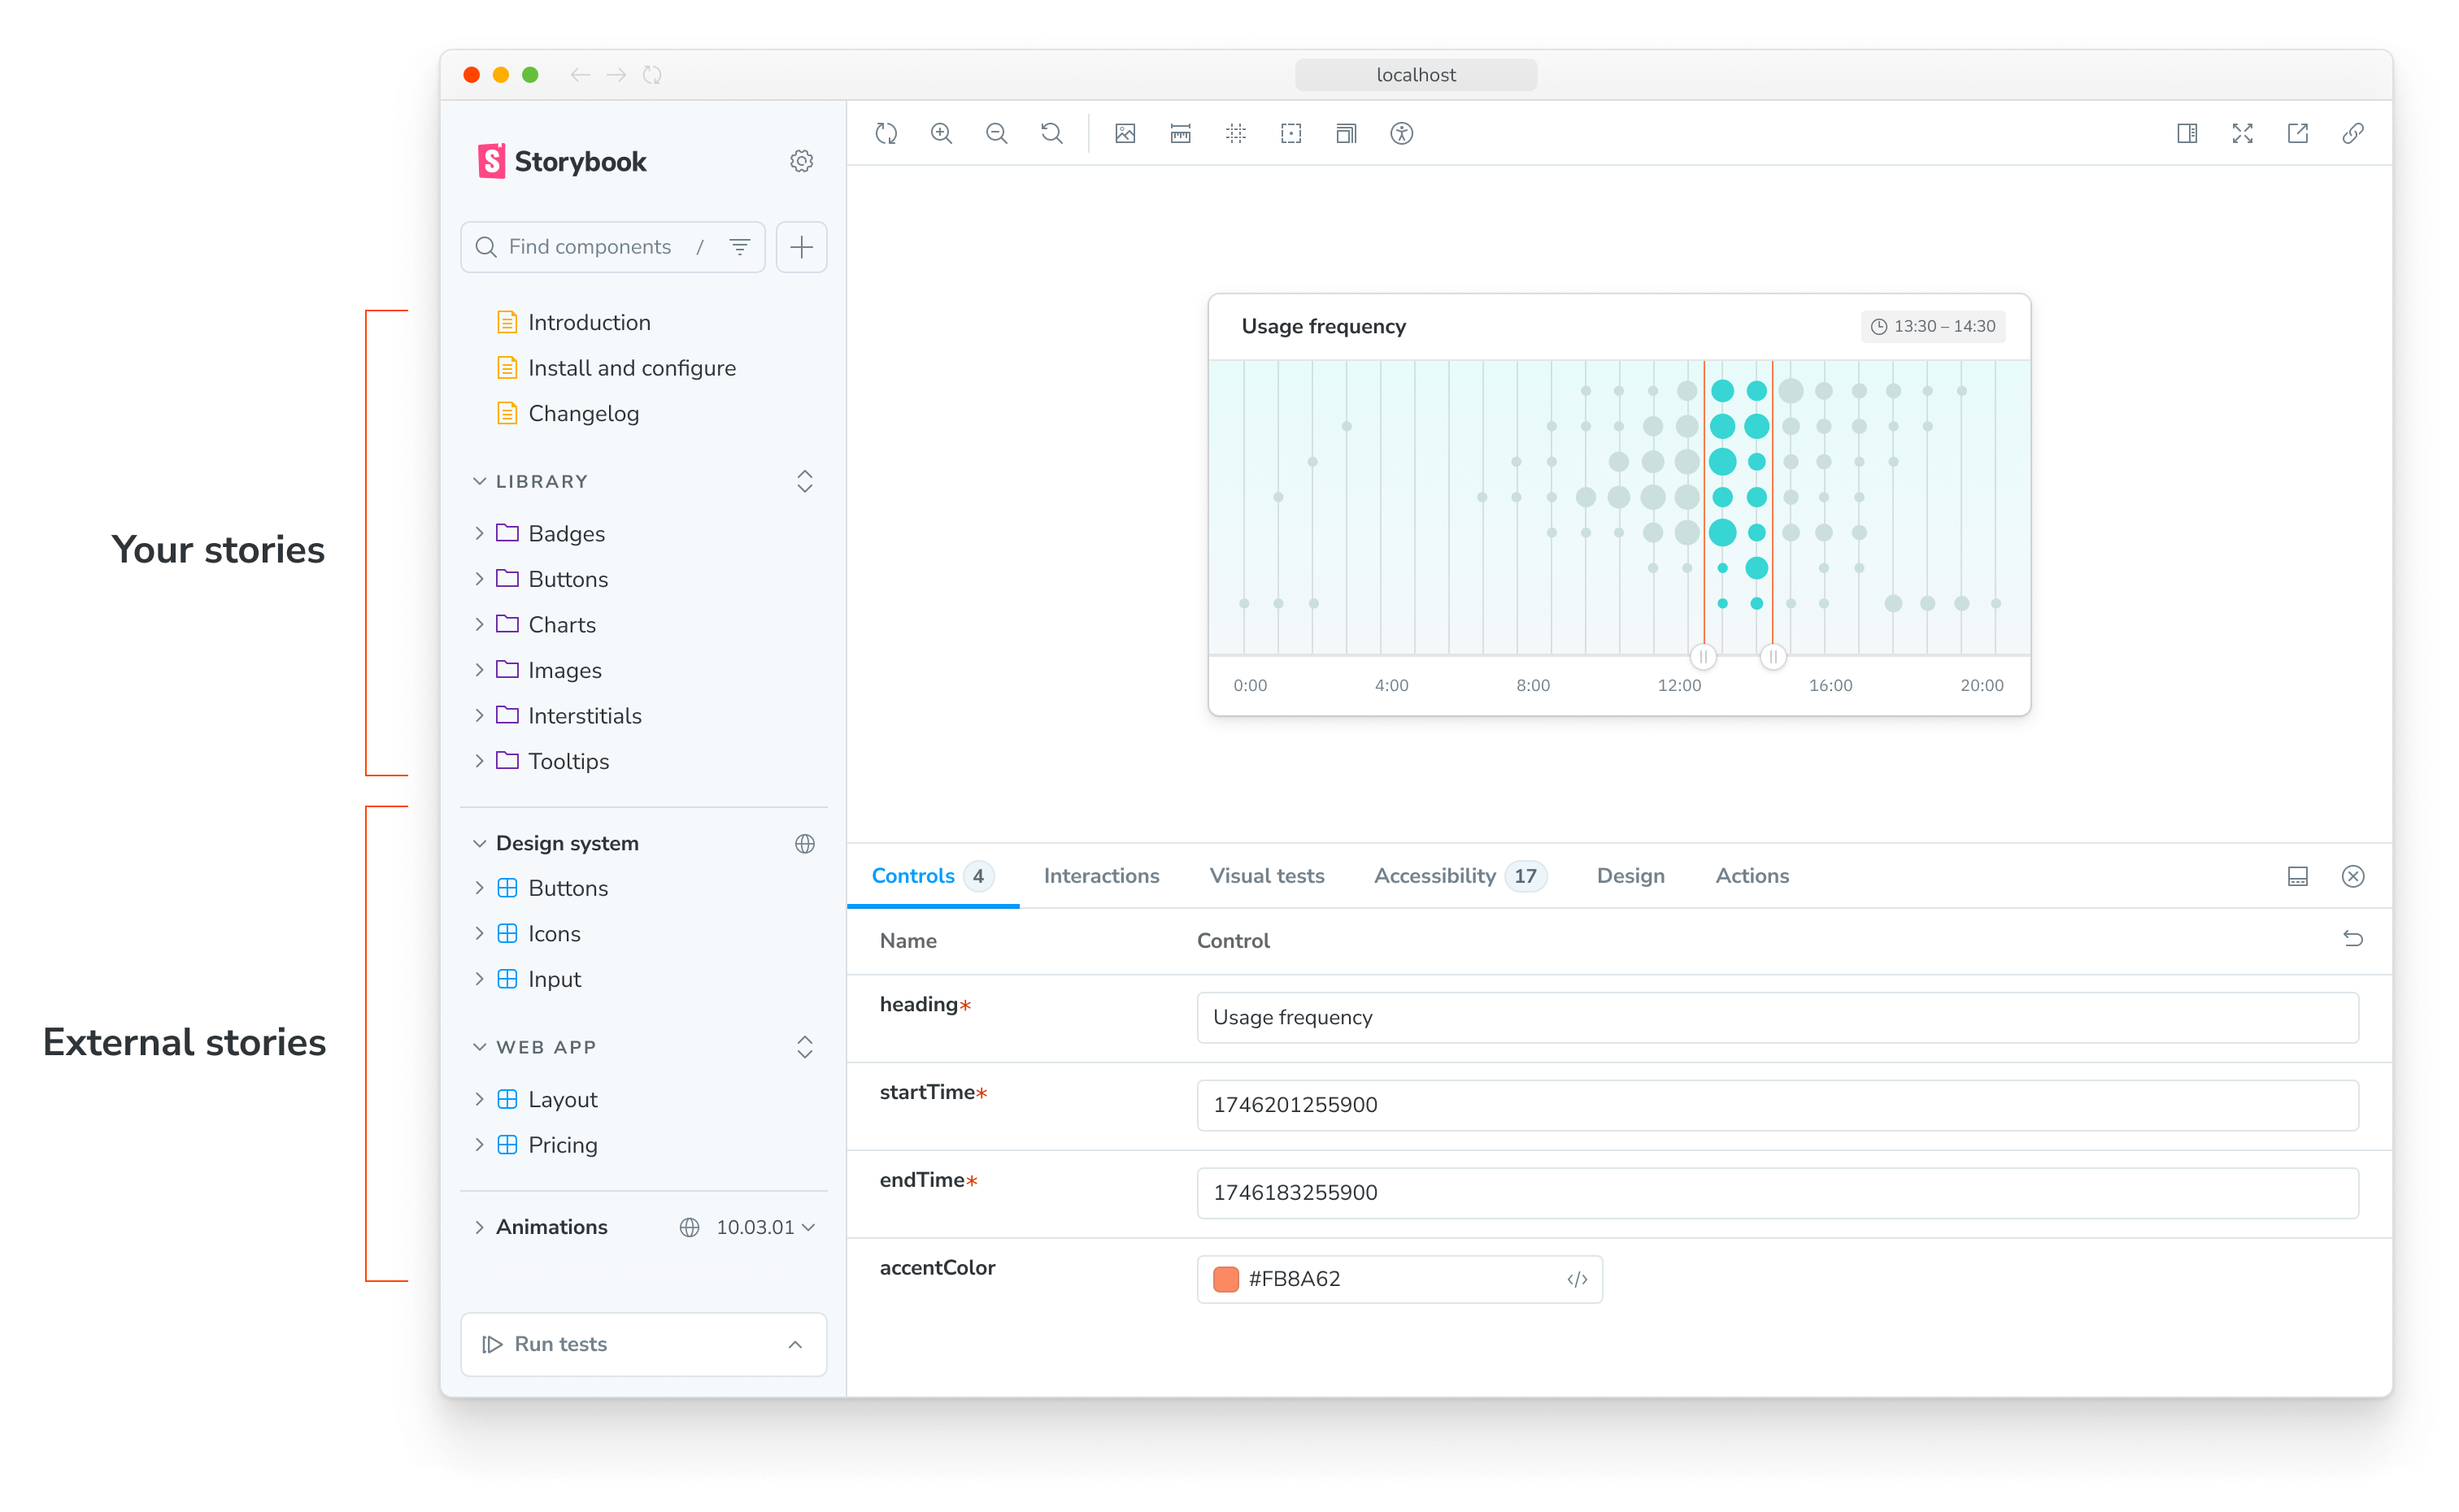 localhost
Storybook
Find components /
Introduction
Install and configure
Changelog
LIBRARY
Badges
Buttons
Charts
Images
Interstitials
Tooltips
Your stories
Design system
Buttons
Icons
Input
WEB APP
Layout
Pricing
Animations 10.03.01
External stories
Run tests
Usage frequency 13:30 – 14:30
0:00 4:00 8:00 12:00 16:00 20:00
Controls 4 Interactions Visual tests Accessibility 17 Design Actions
Name Control
heading* Usage frequency
startTime* 1746201255900
endTime* 1746183255900
accentColor #FB8A62 </>